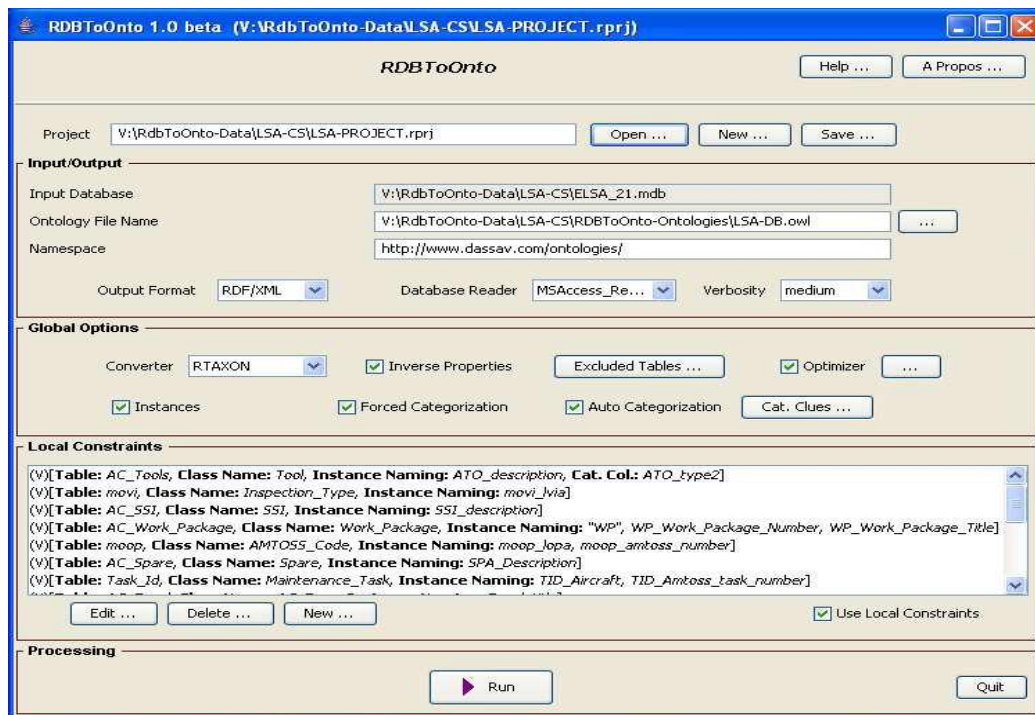 RDBToOnto 1.0 beta (V:\RdbToOnto-Data\LSA-CS\LSA-PROJECT.rprj)
RDBToOnto Help ... A Propos ...
Project V:\RdbToOnto-Data\LSA-CS\LSA-PROJECT.rprj Open ... New ... Save ...
Input/Output
Input Database V:\RdbToOnto-Data\LSA-CS\ELSA_21.mdb
Ontology File Name V:\RdbToOnto-Data\LSA-CS\RDBToOnto-Ontologies\LSA-DB.owl ...
Namespace http://www.dassav.com/ontologies/
Output Format RDF/XML Database Reader MSAccess_Re... Verbosity medium
Global Options
Converter RTAXON Inverse Properties Excluded Tables ... Optimizer ...
Instances Forced Categorization Auto Categorization Cat. Clues ...
Local Constraints
(V)[Table: AC_Tools, Class Name: Tool, Instance Naming: ATO_description, Cat. Col.: ATO_type2]
(V)[Table: movi, Class Name: Inspection_Type, Instance Naming: movi_lvia]
(V)[Table: AC_SSI, Class Name: SSI, Instance Naming: SSI_description]
(V)[Table: AC_Work_Package, Class Name: Work_Package, Instance Naming: "WP", WP_Work_Package_Number, WP_Work_Package_Title]
(V)[Table: moop, Class Name: AMTOSS_Code, Instance Naming: moop_lopa, moop_amtoss_number]
(V)[Table: AC_Spare, Class Name: Spare, Instance Naming: SPA_Description]
(V)[Table: Task_Id, Class Name: Maintenance_Task, Instance Naming: TID_Aircraft, TID_Amtoss_task_number]
Edit ... Delete ... New ... Use Local Constraints
Processing
Run Quit